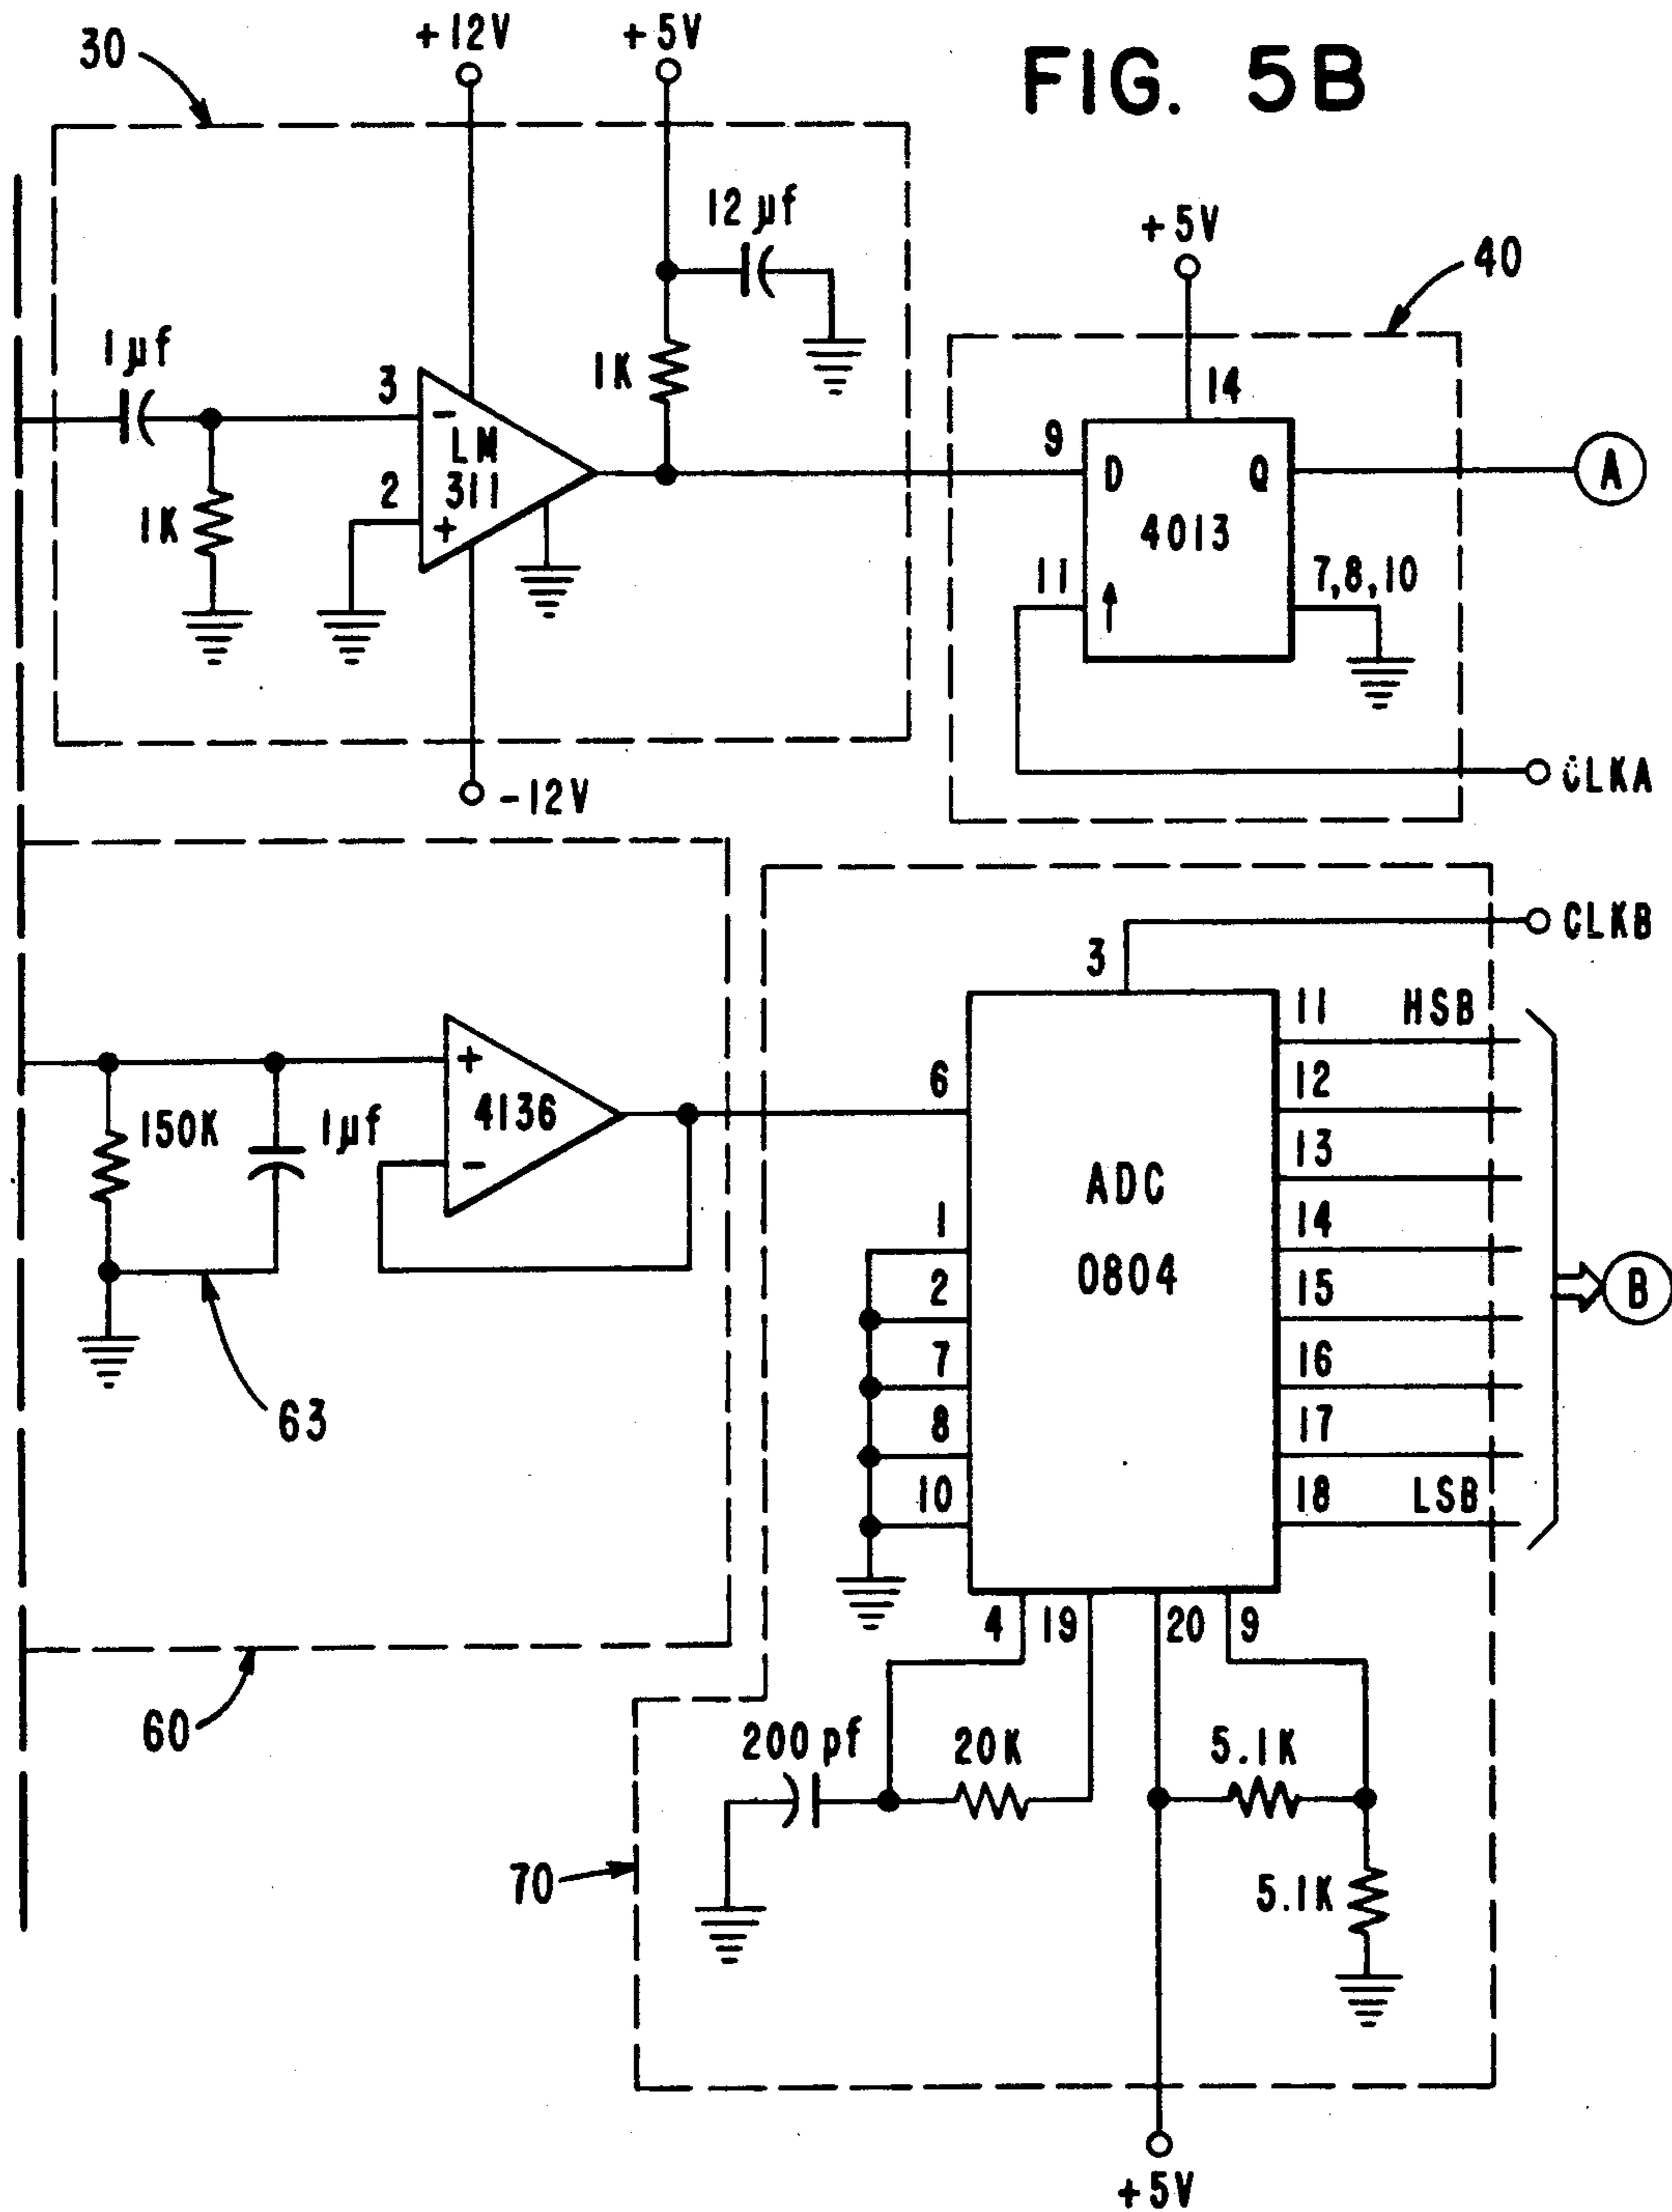 FIG. 5B
30
+12V
+5V
12 µf
1 µf
1K
3
-
LM
311
2
+
1K
-12V
+5V
40
14
9
D
Q
4013
11
7,8,10
A
CLKA
CLKB
3
+
4136
-
150K
1µf
63
60
6
ADC
0804
1
2
7
8
10
11
HSB
12
13
14
15
16
17
18
LSB
B
4
19
20
9
200 pf
20K
5.1K
5.1K
70
+5V